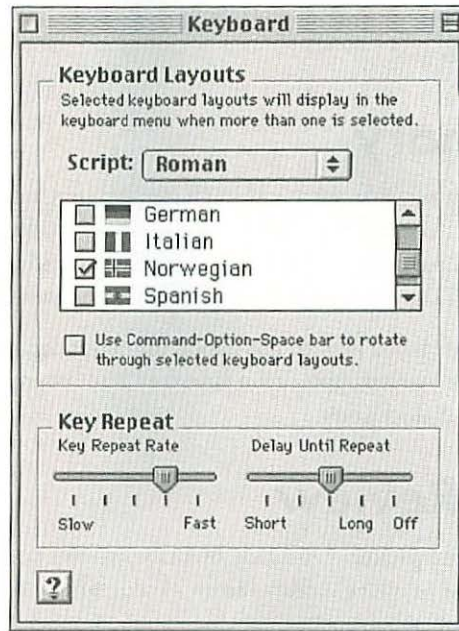 Keyboard
Keyboard Layouts
Selected keyboard layouts will display in the
keyboard menu when more than one is selected.
Script: Roman
German
Italian
Norwegian
Spanish
Use Command-Option-Space bar to rotate
through selected keyboard layouts.
Key Repeat
Key Repeat Rate Delay Until Repeat
Slow Fast Short Long Off
?